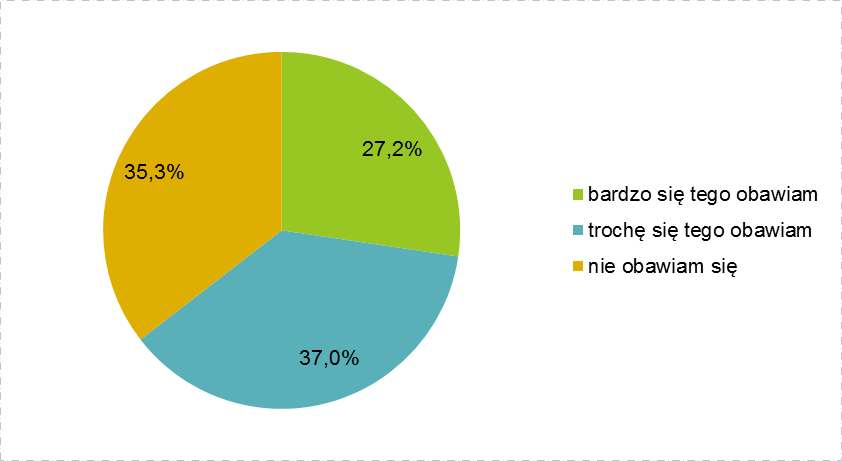 27,2%
35,3%
37,0%
bardzo się tego obawiam
trochę się tego obawiam
nie obawiam się